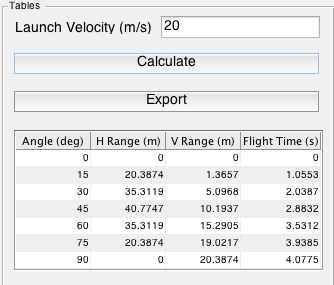 Tables
Launch Velocity (m/s) 20
Calculate
Export
Angle (deg) H Range (m) V Range (m) Flight Time (s)
0 0 0 0
15 20.3874 1.3657 1.0553
30 35.3119 5.0968 2.0387
45 40.7747 10.1937 2.8832
60 35.3119 15.2905 3.5312
75 20.3874 19.0217 3.9385
90 0 20.3874 4.0775